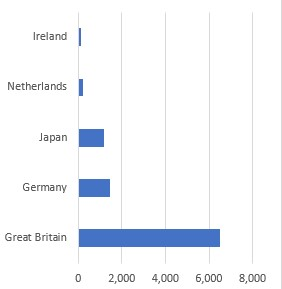 Ireland
Netherlands
Japan
Germany
Great Britain
0 2,000 4,000 6,000 8,000